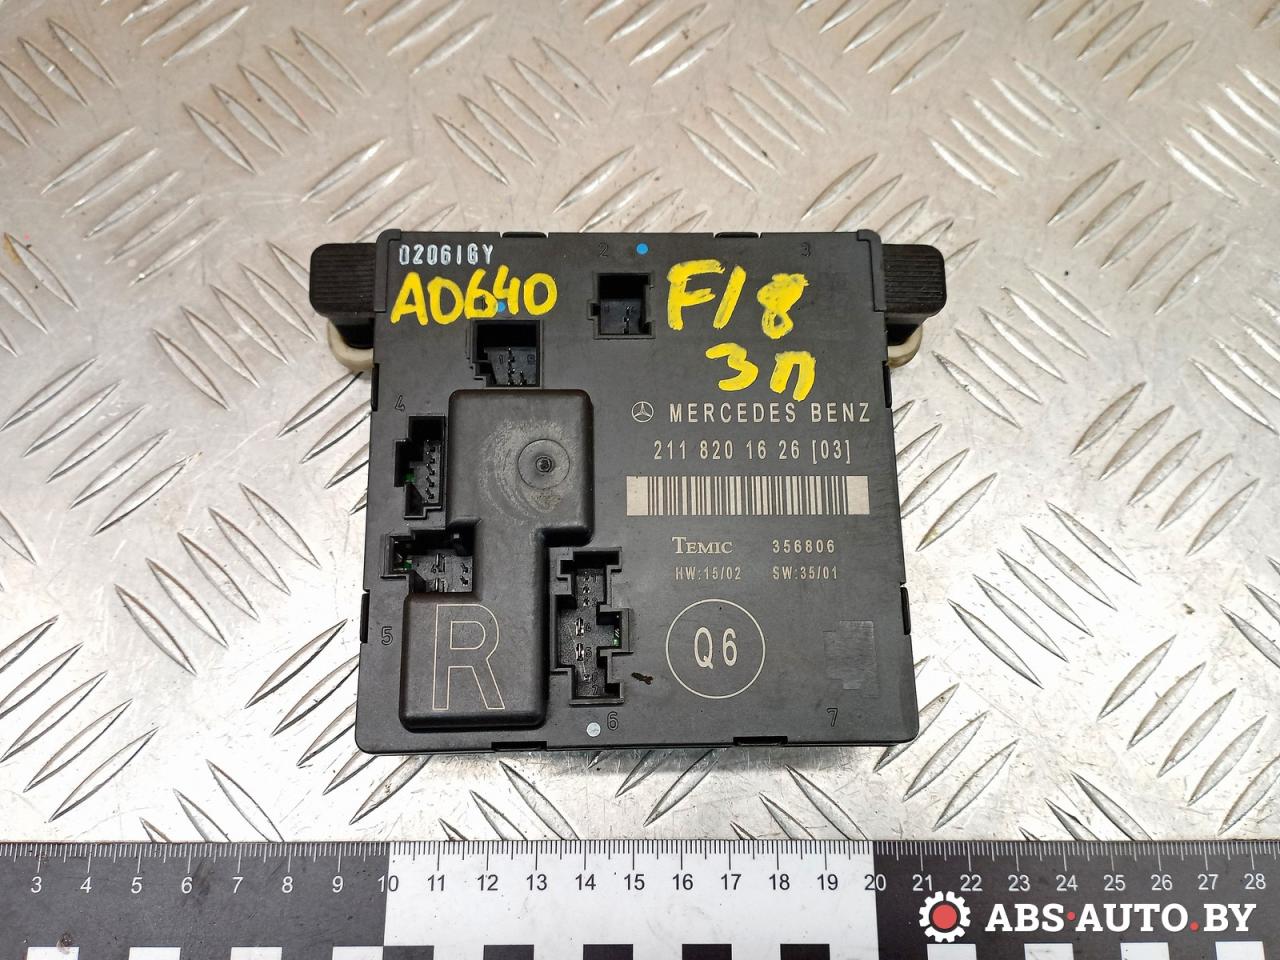 02061GY
2
3
A0640
F18
3П
4
MERCEDES BENZ
211 820 16 26 [03]
TEMIC 356806
HW:15/02 SW:35/01
R
Q6
5
6
7
3 4 5 6 7 8 9 10 11 12 13 14 15 16 17 18 19 20 21 22 23 24 25 26 27 28
ABS-AUTO.BY